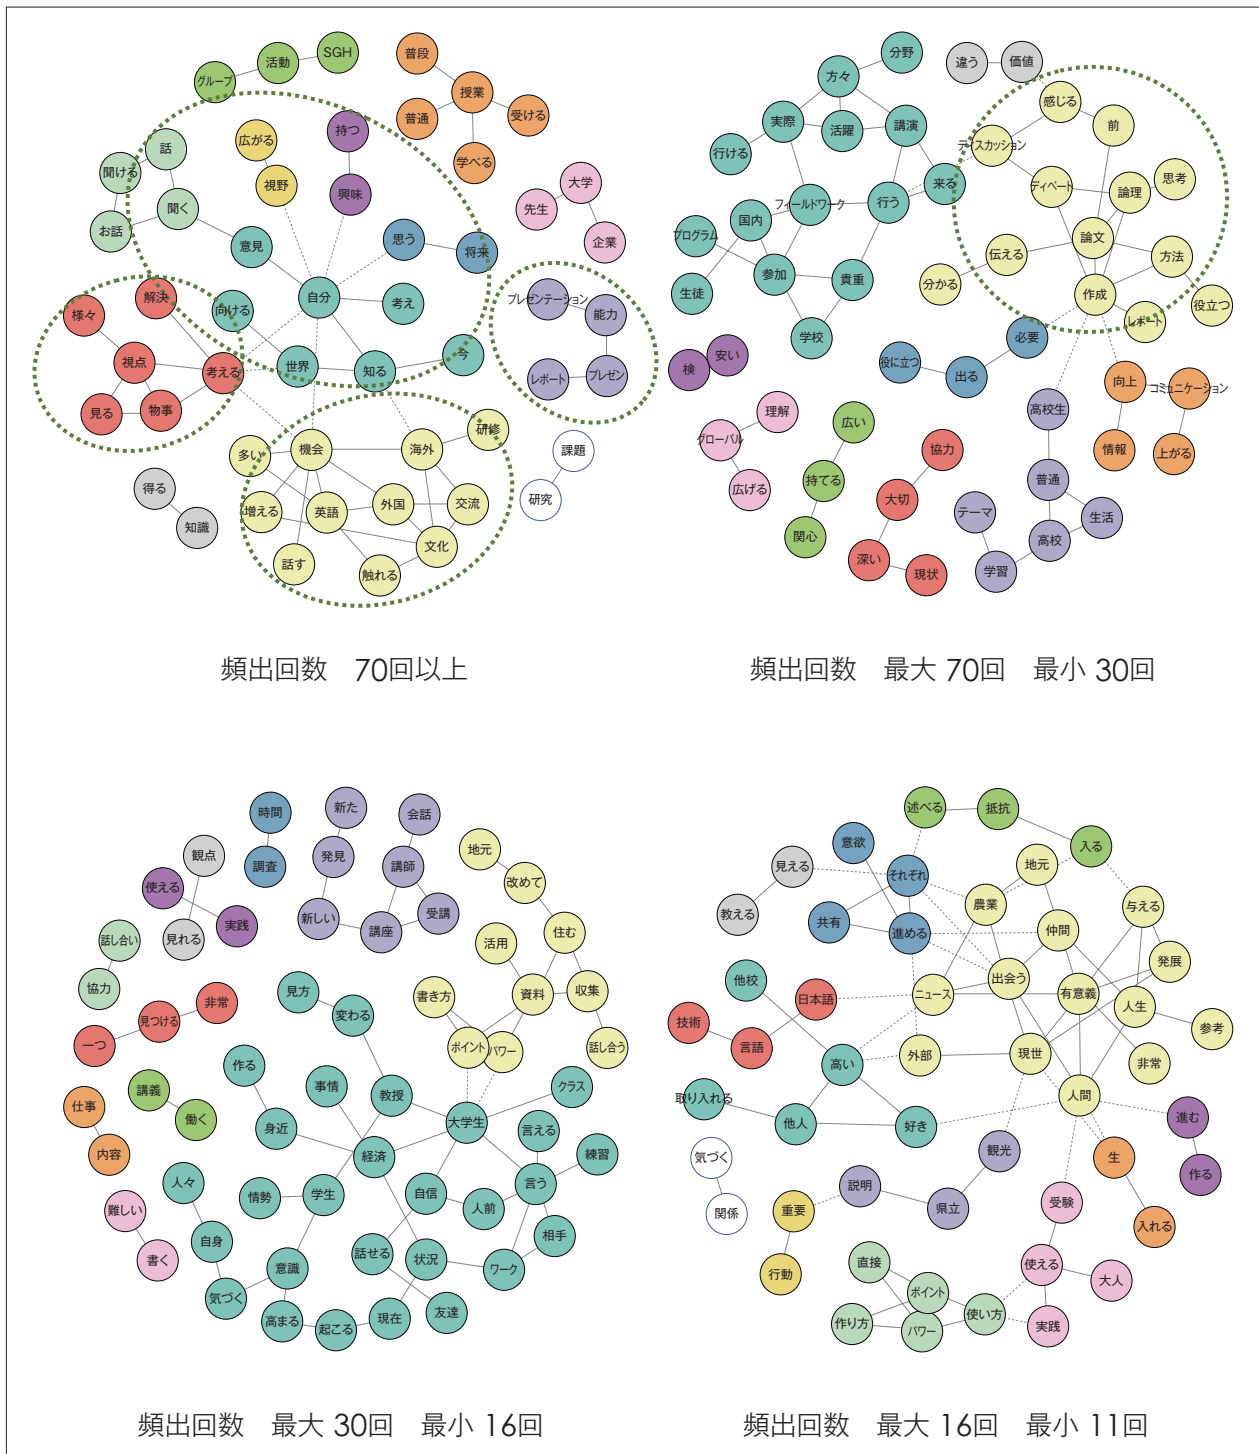 SGH
活動
グループ
普段
授業
普通
受ける
学べる
広がる
持つ
話
聞ける
視野
興味
聞く
お話
意見
思う
将来
大学
先生
企業
解決
様々
向ける
自分
考え
プレゼンテーション
能力
視点
考える
世界
知る
今
レポート
プレゼン
見る
物事
多い
機会
海外
研修
課題
得る
知識
増える
英語
外国
交流
研究
文化
話す
触れる
頻出回数 70回以上
分野
方々
違う
価値
感じる
実際
活躍
講演
前
ディスカッション
行ける
来る
ディベート
論理
思考
フィールドワーク
行う
国内
プログラム
論文
伝える
方法
参加
貴重
分かる
作成
生徒
役立つ
レポート
学校
必要
検
安い
役に立つ
出る
向上
コミュニケーション
理解
グローバル
広い
高校生
協力
情報
上がる
広げる
持てる
大切
普通
テーマ
生活
関心
高校
深い
現状
学習
頻出回数 最大 70回 最小 30回
時間
新た
会話
観点
調査
発見
講師
地元
使える
改めて
見れる
実践
新しい
講座
受講
話し合い
活用
住む
協力
見方
書き方
資料
収集
非常
変わる
一つ
見つける
ポイント
パワー
話し合う
作る
事情
教授
クラス
講義
仕事
働く
身近
大学生
言える
内容
経済
練習
人々
情勢
学生
自信
人前
言う
難しい
自身
話せる
状況
相手
書く
意識
ワーク
気づく
高まる
起こる
現在
友達
頻出回数 最大 30回 最小 16回
述べる
抵抗
意欲
入る
見える
それぞれ
地元
教える
共有
農業
与える
進める
仲間
他校
出会う
発展
日本語
ニュース
有意義
人生
技術
参考
言語
外部
現世
高い
非常
取り入れる
人間
他人
好き
進む
気づく
観光
生
作る
説明
重要
県立
受験
関係
入れる
行動
直接
使える
大人
ポイント
作り方
パワー
使い方
実践
頻出回数 最大 16回 最小 11回